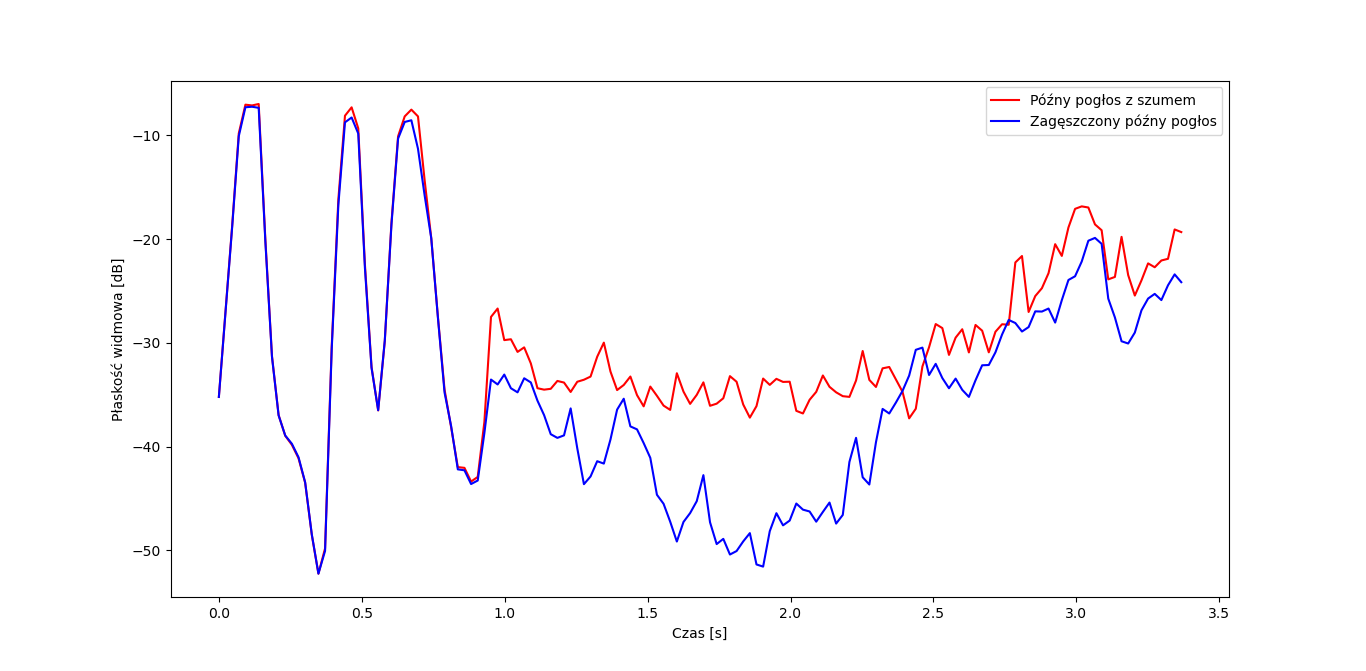 Późny pogłos z szumem
Zagęszczony późny pogłos
Płaskość widmowa [dB]
−10
−20
−30
−40
−50
0.0 0.5 1.0 1.5 2.0 2.5 3.0 3.5
Czas [s]